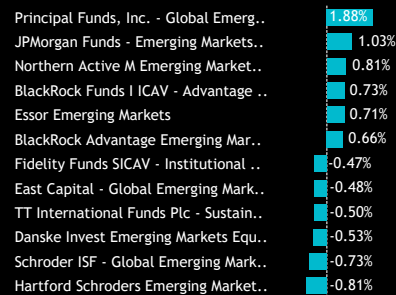 Principal Funds, Inc. - Global Emerg.. 1.88%
JPMorgan Funds - Emerging Markets.. 1.03%
Northern Active M Emerging Market.. 0.81%
BlackRock Funds I ICAV - Advantage .. 0.73%
Essor Emerging Markets 0.71%
BlackRock Advantage Emerging Mar.. 0.66%
Fidelity Funds SICAV - Institutional .. -0.47%
East Capital - Global Emerging Mark.. -0.48%
TT International Funds Plc - Sustain.. -0.50%
Danske Invest Emerging Markets Equ.. -0.53%
Schroder ISF - Global Emerging Mark.. -0.73%
Hartford Schroders Emerging Market.. -0.81%